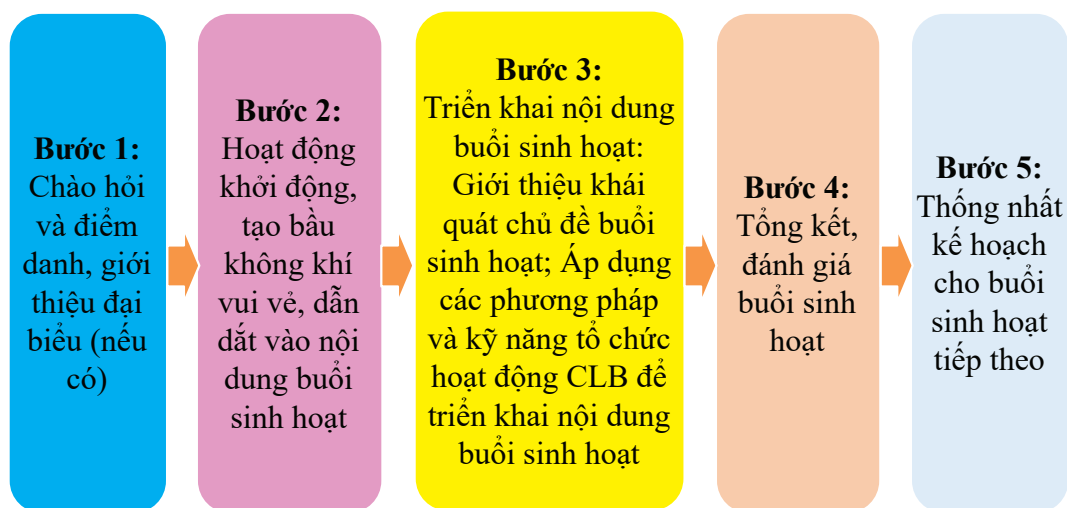 Bước 1:
Chào hỏi
và điểm
danh, giới
thiệu đại
biểu (nếu
có)
Bước 2:
Hoạt động
khởi động,
tạo bầu
không khí
vui vẻ, dẫn
dắt vào nội
dung buổi
sinh hoạt
Bước 3:
Triển khai nội dung
buổi sinh hoạt:
Giới thiệu khái
quát chủ đề buổi
sinh hoạt; Áp dụng
các phương pháp
và kỹ năng tổ chức
hoạt động CLB để
triển khai nội dung
buổi sinh hoạt
Bước 4:
Tổng kết,
đánh giá
buổi sinh
hoạt
Bước 5:
Thống nhất
kế hoạch
cho buổi
sinh hoạt
tiếp theo